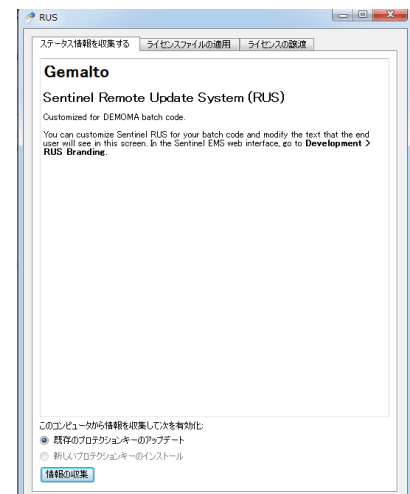 RUS
ステータス情報を収集する ライセンスファイルの適用 ライセンスの譲渡
Gemalto
Sentinel Remote Update System (RUS)
Customized for DEMOMA batch code.
You can customize Sentinel RUS for your batch code and modify the text that the end
user will see in this screen. In the Sentinel EMS web interface, go to Development >
RUS Branding.
このコンピュータから情報を収集して次を有効化:
既存のプロテクションキーのアップデート
新しいプロテクションキーのインストール
情報の収集